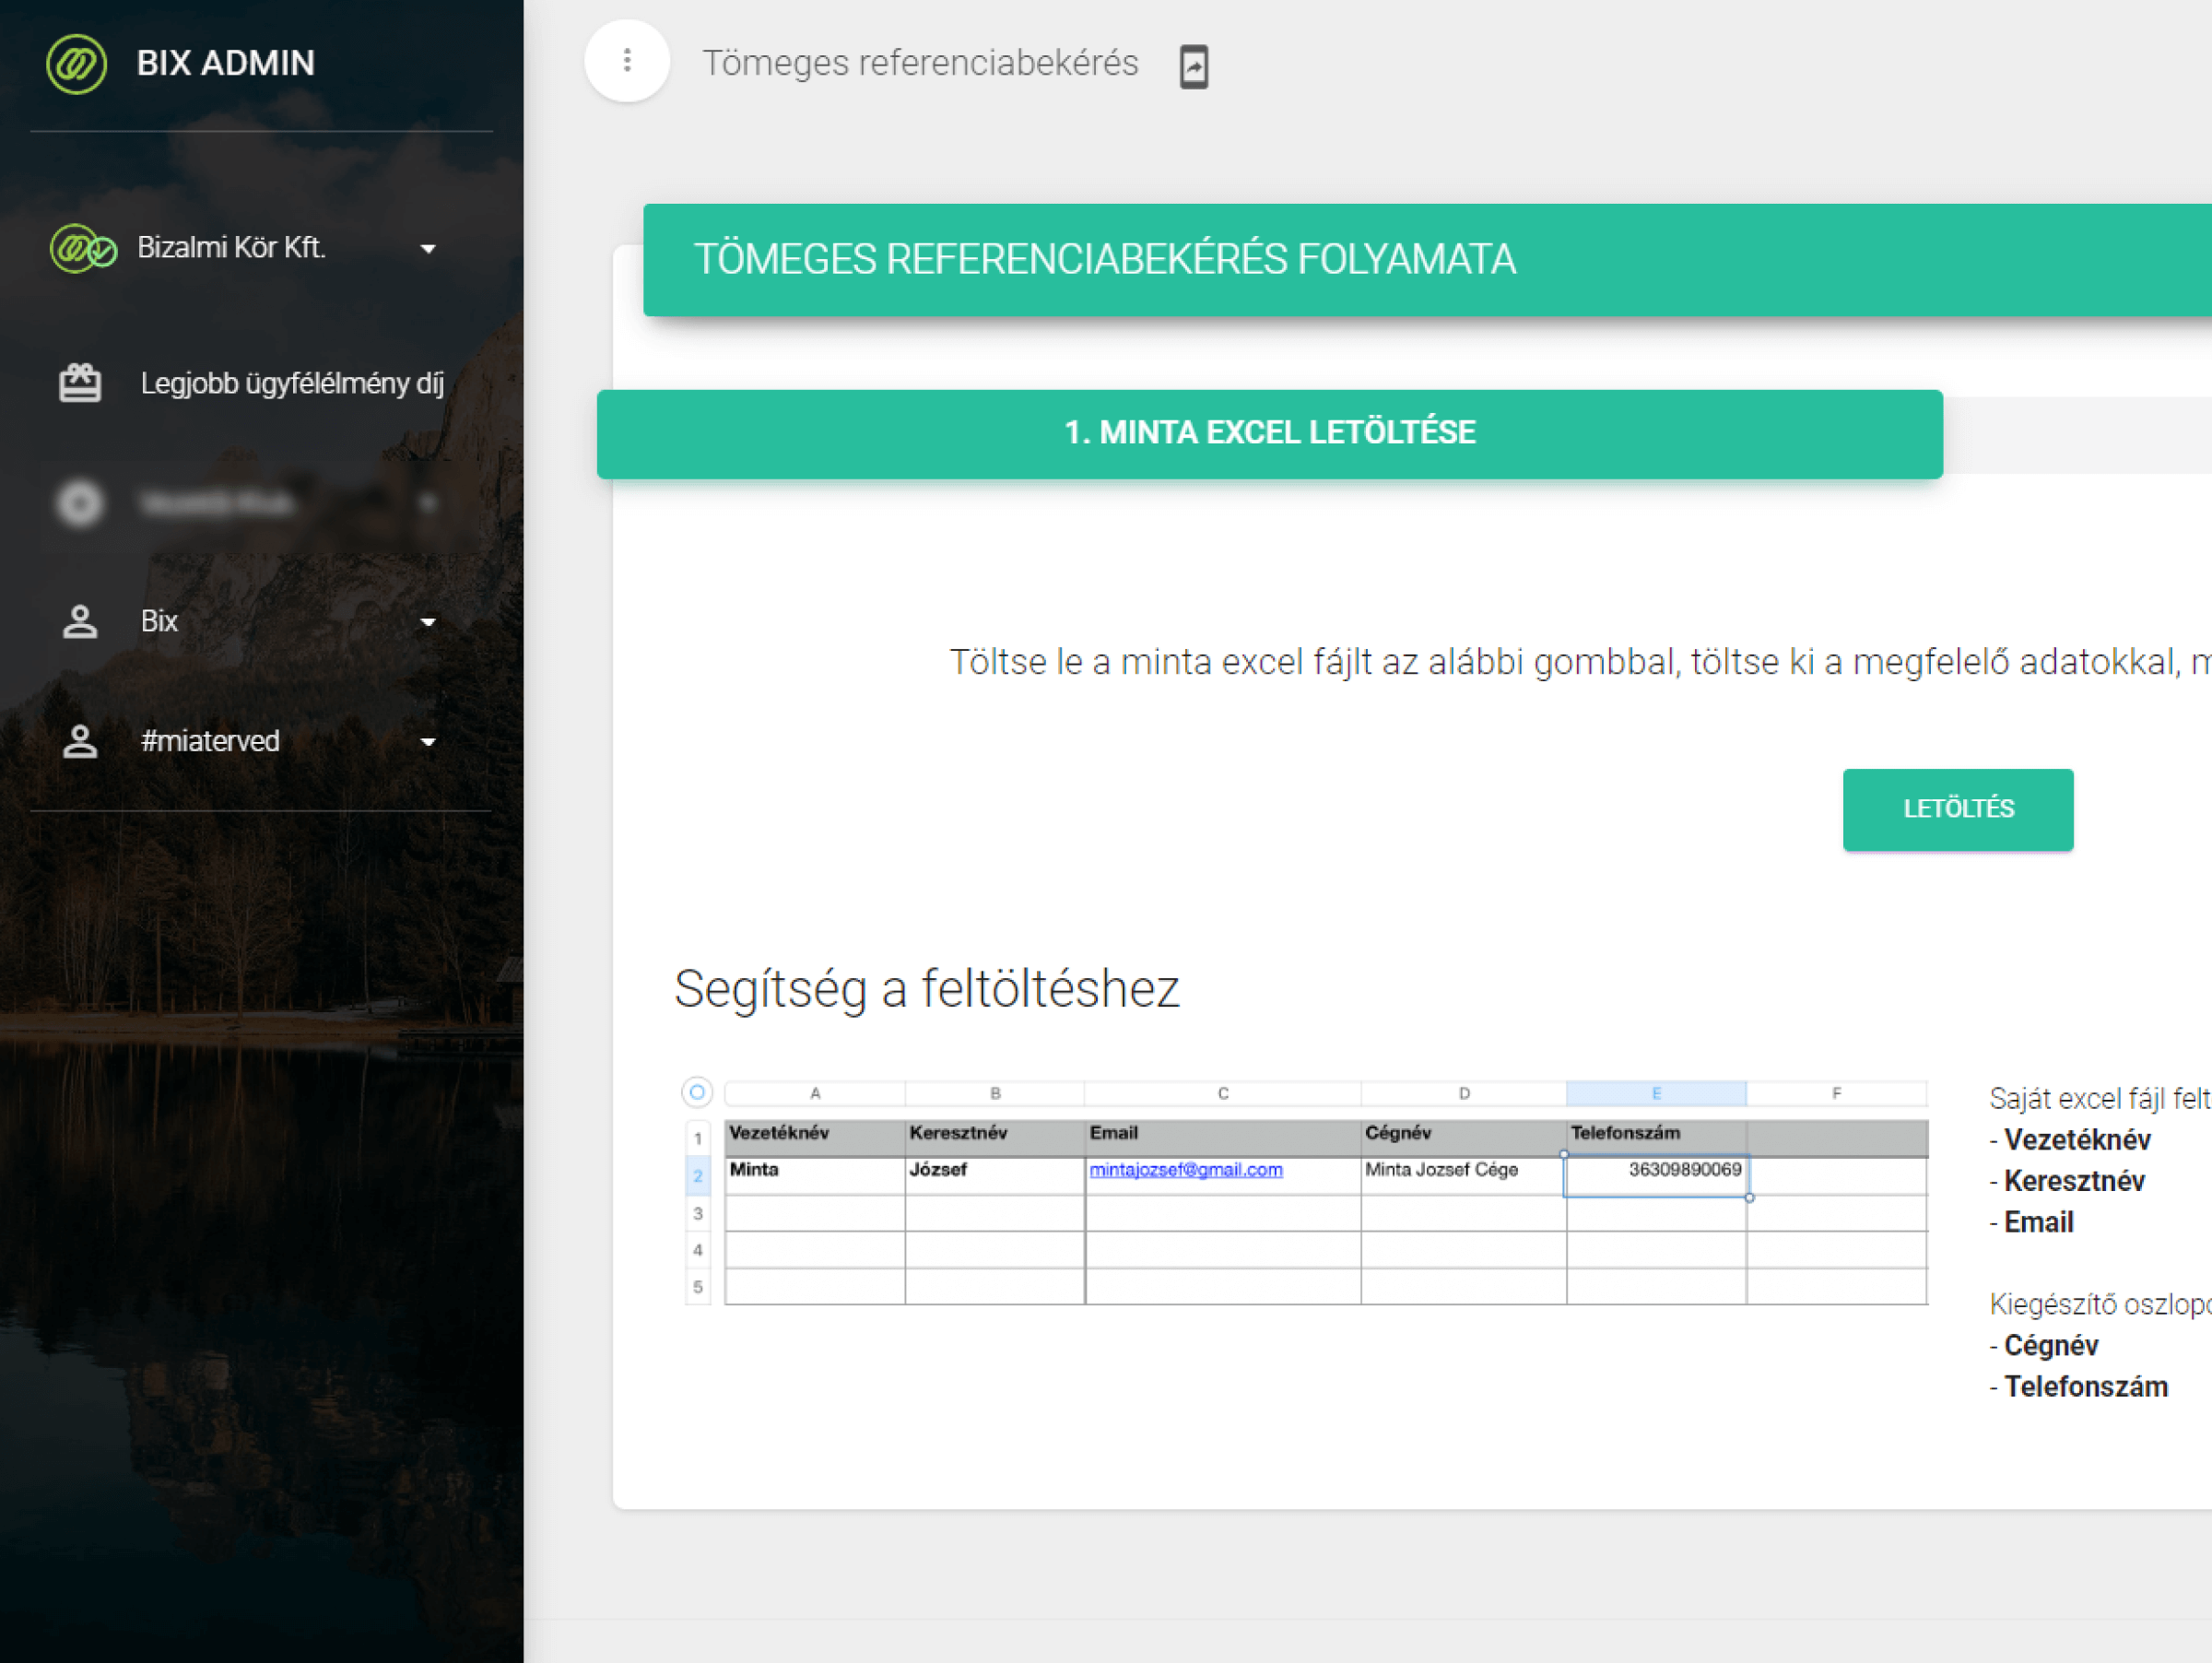 BIX ADMIN
Bizalmi Kör Kft.
Legjobb ügyfélélmény díj
Bix
#miaterved
Tömeges referenciabekérés
TÖMEGES REFERENCIABEKÉRÉS FOLYAMATA
1. MINTA EXCEL LETÖLTÉSE
Töltse le a minta excel fájlt az alábbi gombbal, töltse ki a megfelelő adatokkal, m
LETÖLTÉS
Segítség a feltöltéshez
A B C D E F
1 Vezetéknév Keresztnév Email Cégnév Telefonszám
2 Minta József mintajozsef@gmail.com Minta Jozsef Cége 36309890069
3
4
5
Saját excel fájl felt
- Vezetéknév
- Keresztnév
- Email
Kiegészítő oszlopo
- Cégnév
- Telefonszám